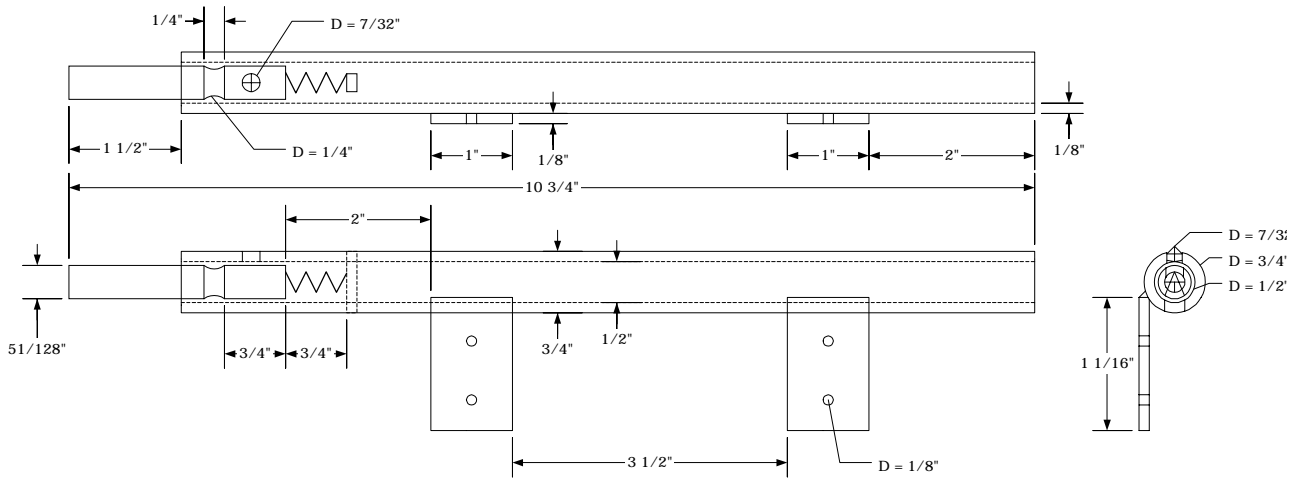 1/4"
D = 7/32"
1 1/2"
D = 1/4"
1"
1/8"
1"
2"
1/8"
10 3/4"
2"
D = 7/32
D = 3/4"
D = 1/2"
51/128"
3/4"
3/4"
3/4"
1/2"
1 1/16"
3 1/2"
D = 1/8"